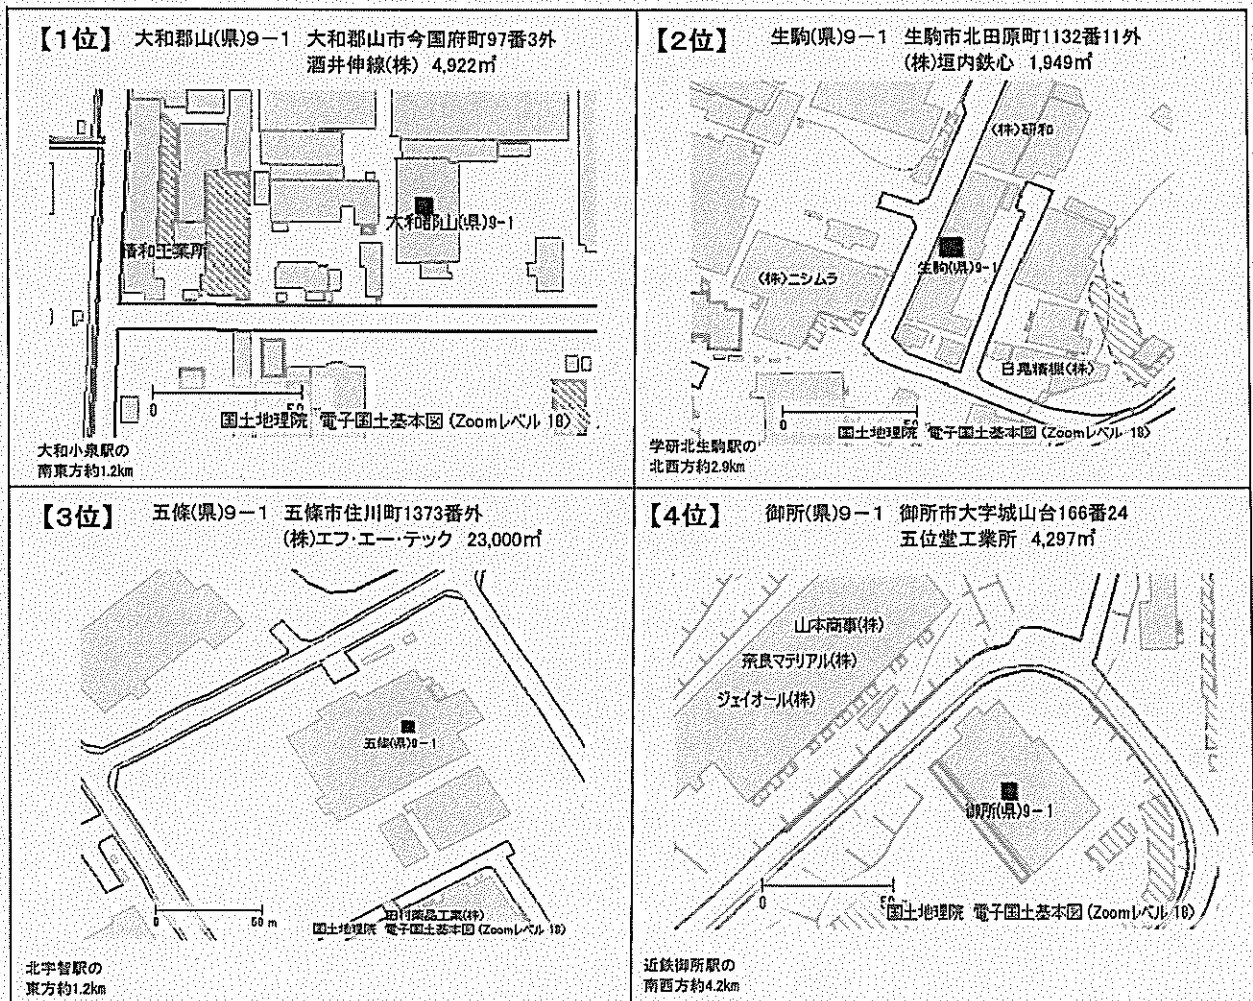 【1位】 大和郡山(県)9-1 大和郡山市今国府町97番3外
酒井伸線(株) 4,922㎡
大和郡山(県)9-1
清和工業所
0 50
国土地理院 電子国土基本図 (Zoomレベル 18)
大和小泉駅の
南東方約1.2km
【2位】 生駒(県)9-1 生駒市北田原町1132番11外
(株)垣内鉄心 1,949㎡
(株)研和
生駒(県)9-1
(株)ニシムラ
日晃精機(株)
0 50
国土地理院 電子国土基本図 (Zoomレベル 18)
学研北生駒駅の
北西方約2.9km
【3位】 五條(県)9-1 五條市住川町1373番外
(株)エフ・エー・テック 23,000㎡
五條(県)9-1
0 50 m
田村薬品工業(株)
国土地理院 電子国土基本図 (Zoomレベル 18)
北宇智駅の
東方約1.2km
【4位】 御所(県)9-1 御所市大字城山台166番24
五位堂工業所 4,297㎡
山本商事(株)
奈良マテリアル(株)
ジェイオール(株)
御所(県)9-1
0 50
国土地理院 電子国土基本図 (Zoomレベル 18)
近鉄御所駅の
南西方約4.2km